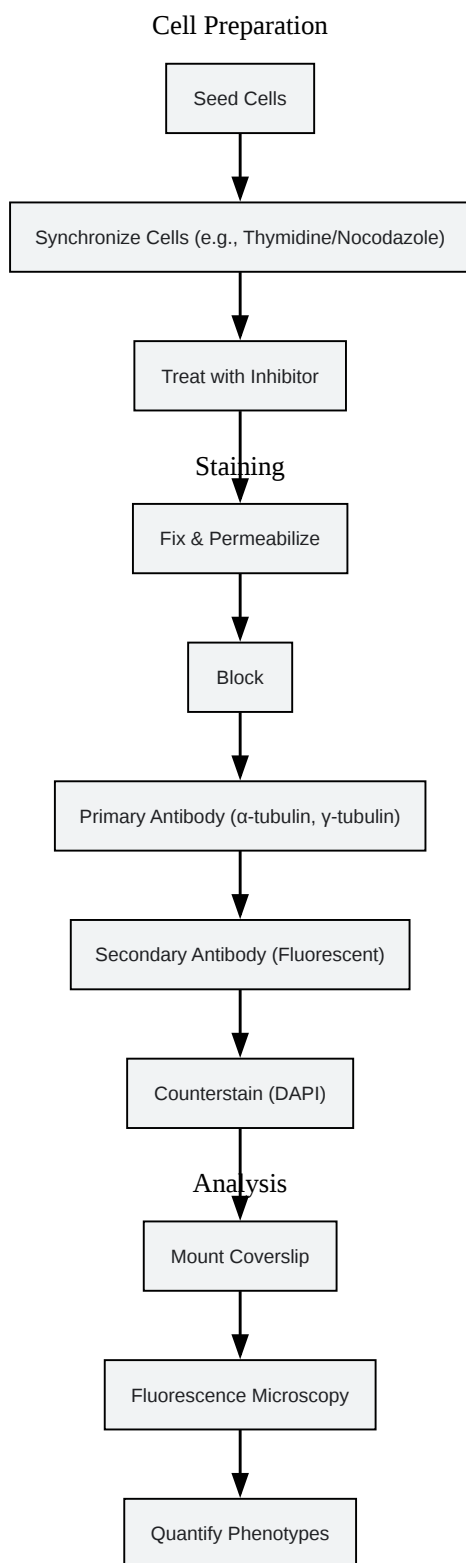 Cell Preparation
Seed Cells
Synchronize Cells (e.g., Thymidine/Nocodazole)
Treat with Inhibitor
Staining
Fix & Permeabilize
Block
Primary Antibody (α-tubulin, γ-tubulin)
Secondary Antibody (Fluorescent)
Counterstain (DAPI)
Analysis
Mount Coverslip
Fluorescence Microscopy
Quantify Phenotypes